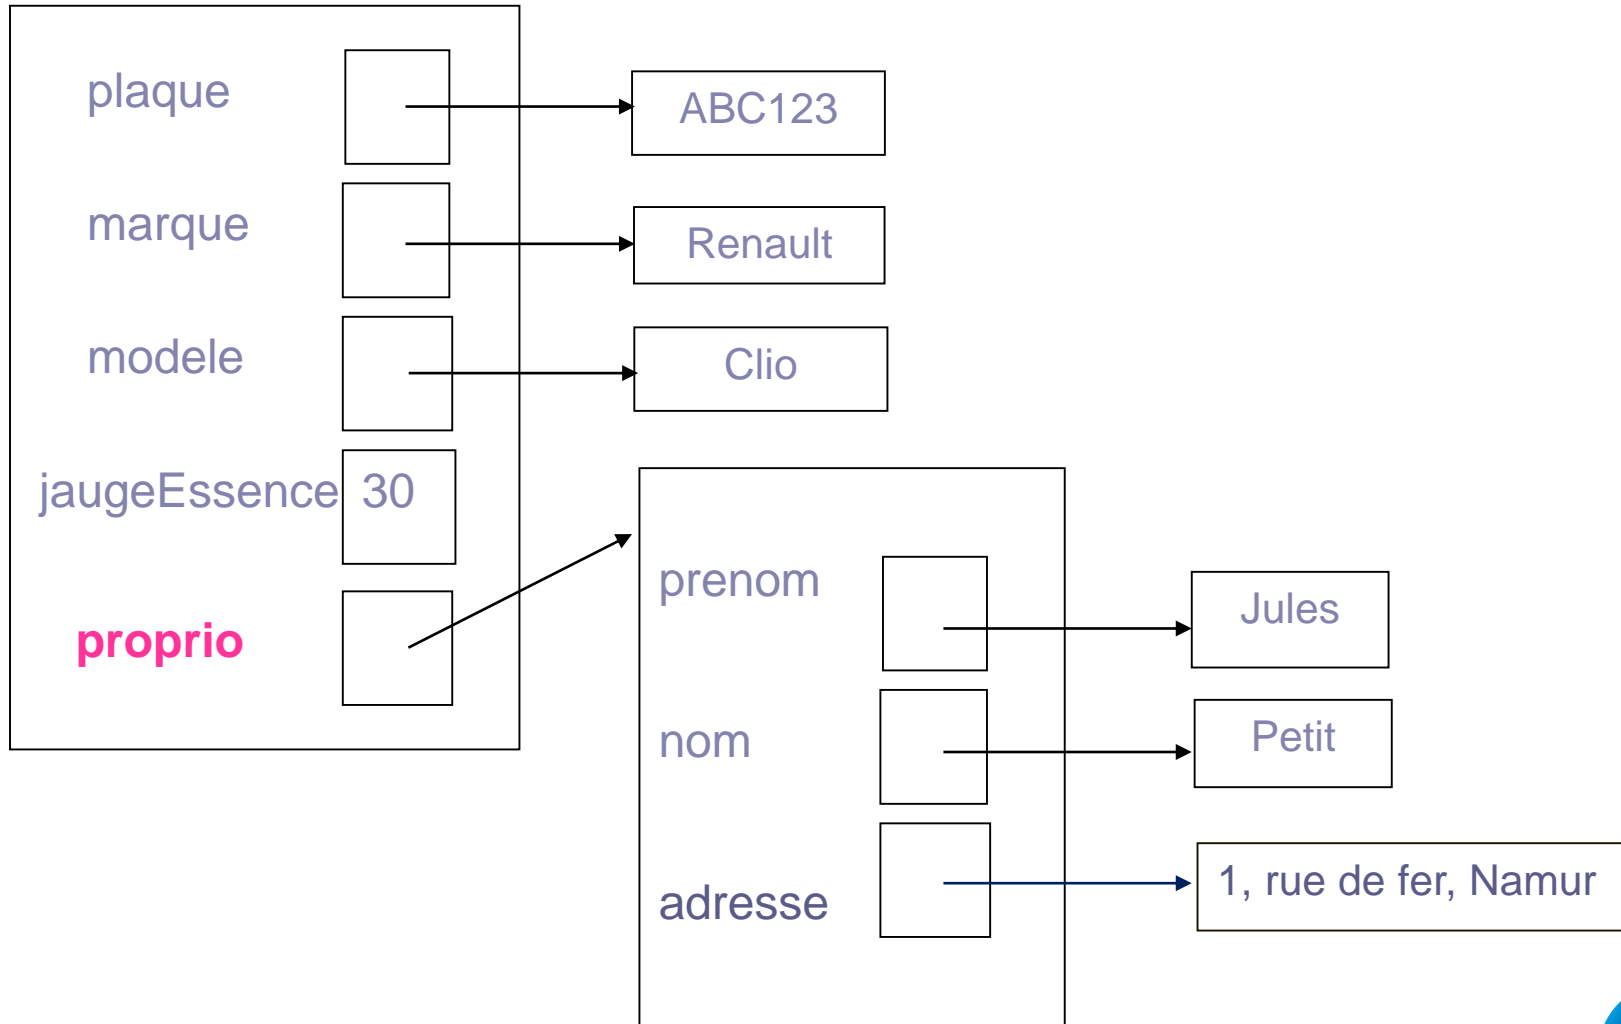 plaque
ABC123
marque
Renault
modele
Clio
jaugeEssence 30
proprio
prenom
Jules
nom
Petit
adresse
1, rue de fer, Namur